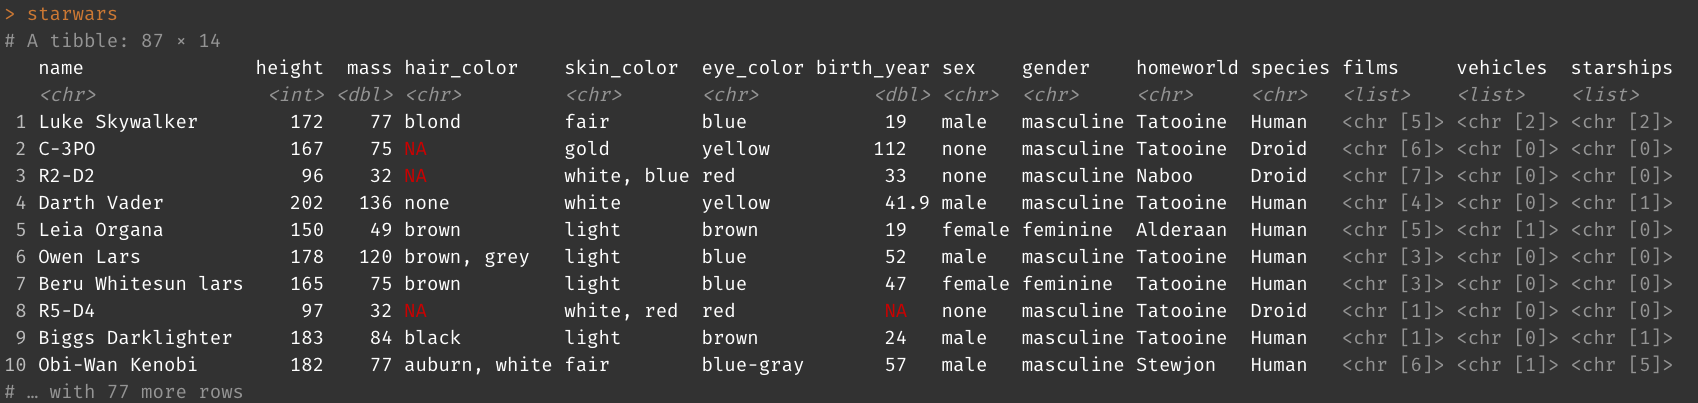 > starwars
# A tibble: 87 × 14
   name               height  mass hair_color    skin_color  eye_color birth_year sex    gender    homeworld species films     vehicles  starships
   <chr>               <int> <dbl> <chr>         <chr>       <chr>          <dbl> <chr>  <chr>     <chr>     <chr>   <list>    <list>    <list>
 1 Luke Skywalker        172    77 blond         fair        blue            19   male   masculine Tatooine  Human   <chr [5]> <chr [2]> <chr [2]>
 2 C-3PO                 167    75 NA            gold        yellow         112   none   masculine Tatooine  Droid   <chr [6]> <chr [0]> <chr [0]>
 3 R2-D2                  96    32 NA            white, blue red             33   none   masculine Naboo     Droid   <chr [7]> <chr [0]> <chr [0]>
 4 Darth Vader           202   136 none          white       yellow          41.9 male   masculine Tatooine  Human   <chr [4]> <chr [0]> <chr [1]>
 5 Leia Organa           150    49 brown         light       brown           19   female feminine  Alderaan  Human   <chr [5]> <chr [1]> <chr [0]>
 6 Owen Lars             178   120 brown, grey   light       blue            52   male   masculine Tatooine  Human   <chr [3]> <chr [0]> <chr [0]>
 7 Beru Whitesun lars    165    75 brown         light       blue            47   female feminine  Tatooine  Human   <chr [3]> <chr [0]> <chr [0]>
 8 R5-D4                  97    32 NA            white, red  red             NA   none   masculine Tatooine  Droid   <chr [1]> <chr [0]> <chr [0]>
 9 Biggs Darklighter     183    84 black         light       brown           24   male   masculine Tatooine  Human   <chr [1]> <chr [0]> <chr [1]>
10 Obi-Wan Kenobi        182    77 auburn, white fair        blue-gray       57   male   masculine Stewjon   Human   <chr [6]> <chr [1]> <chr [5]>
# … with 77 more rows